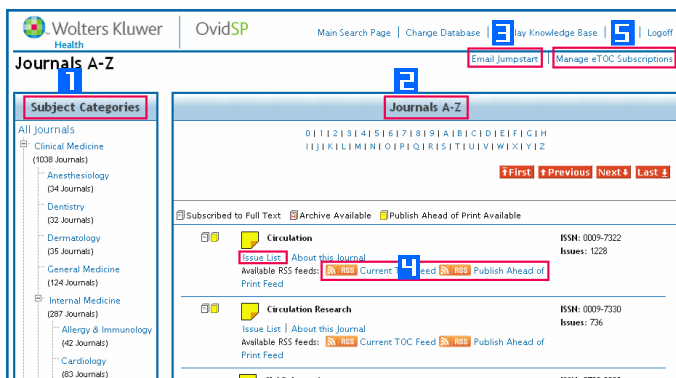 Wolters Kluwer
Health
OvidSP
Main Search Page | Change Database | lay Knowledge Base | | Logoff
3
5
Email Jumpstart | Manage eTOC Subscriptions
Journals A-Z
1
2
Subject Categories
Journals A-Z
All Journals
Clinical Medicine
(1038 Journals)
Anesthesiology
(34 Journals)
Dentistry
(32 Journals)
Dermatology
(35 Journals)
General Medicine
(124 Journals)
Internal Medicine
(287 Journals)
Allergy & Immunology
(42 Journals)
Cardiology
(83 Journals)
0|1|2|3|4|5|6|7|8|9|A|B|C|D|E|F|G|H
I|J|K|L|M|N|O|P|Q|R|S|T|U|V|W|X|Y|Z
First Previous Next Last
Subscribed to Full Text Archive Available Publish Ahead of Print Available
Circulation ISSN: 0009-7322
Issue List | About this Journal Issues: 1228
4
Available RSS feeds: RSS Current T Feed RSS Publish Ahead of
Print Feed
Circulation Research ISSN: 0009-7330
Issue List | About this Journal Issues: 736
Available RSS feeds: RSS Current TOC Feed RSS Publish Ahead of
Print Feed